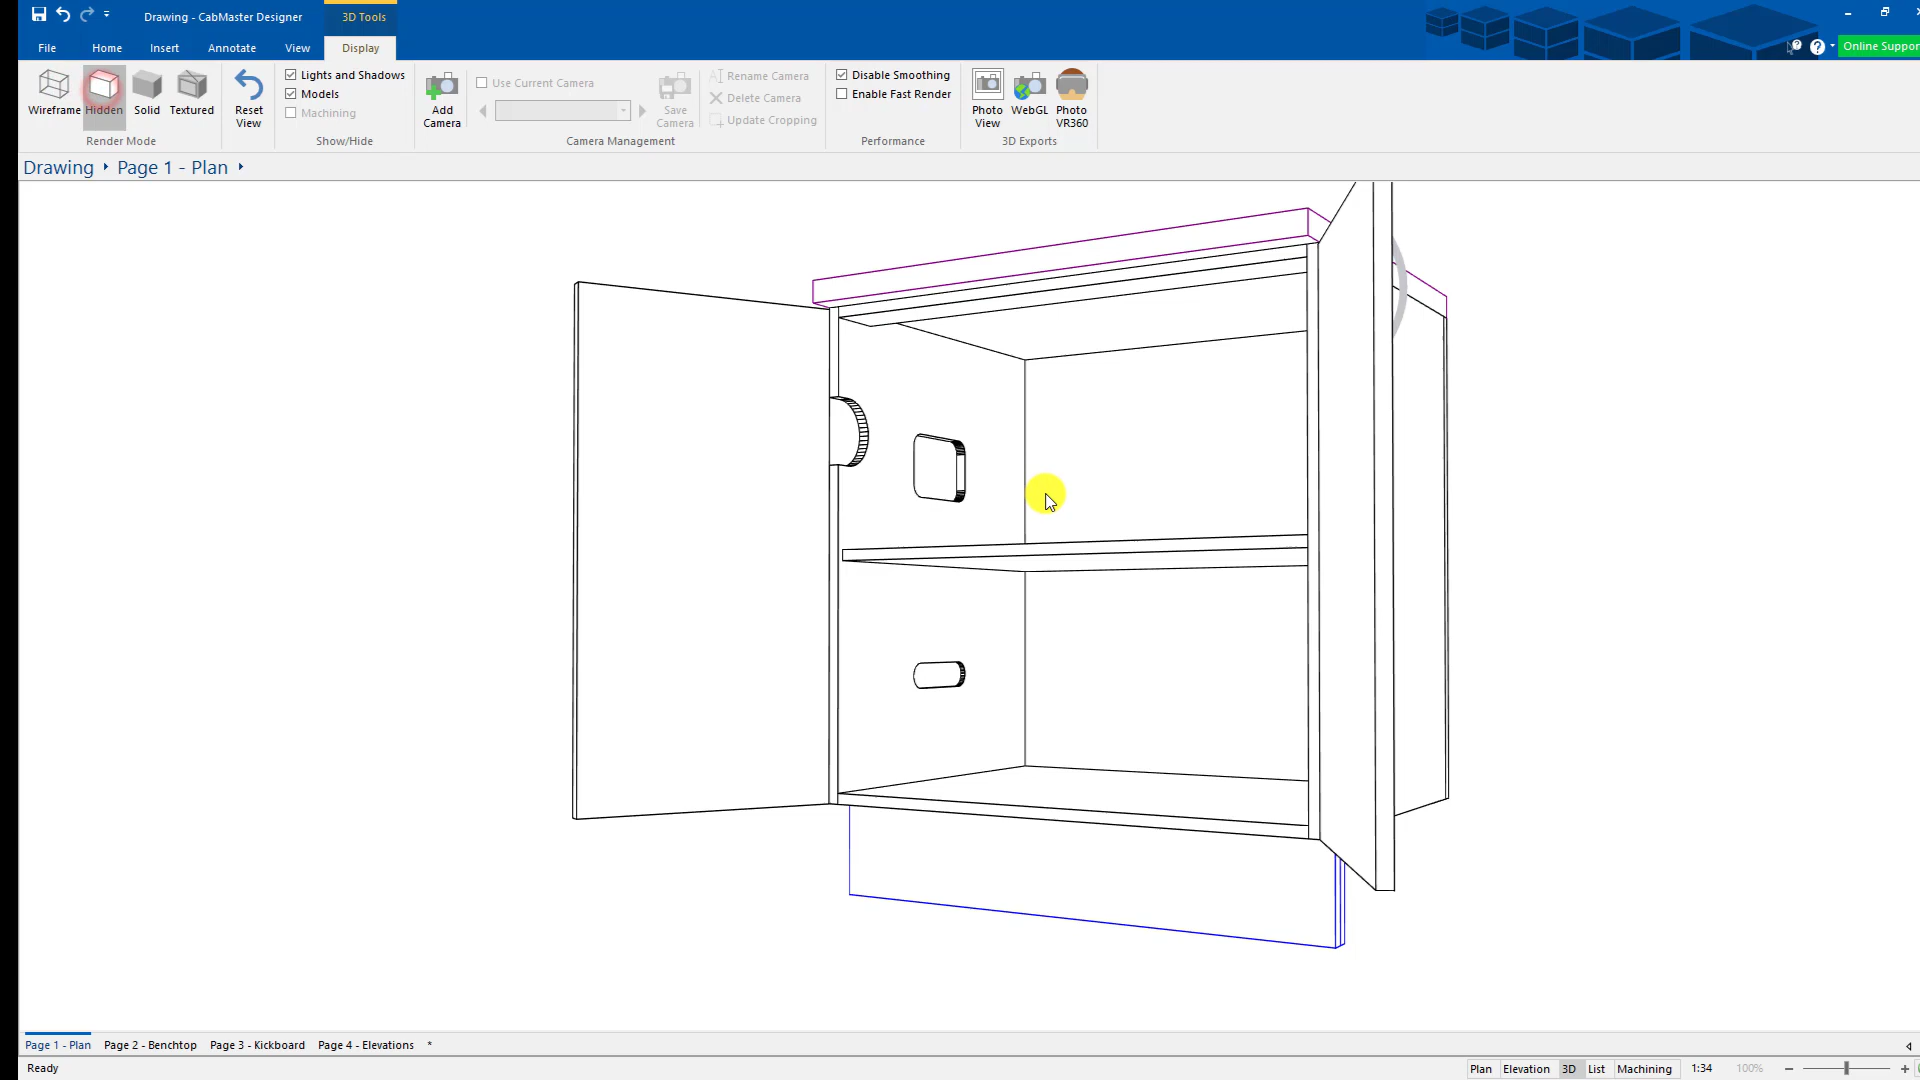 Drawing - CabMaster Designer
3D Tools
File Home Insert Annotate View Display
Online Suppor
Wireframe Hidden Solid Textured
Render Mode
Reset View
Lights and Shadows
Models
Machining
Show/Hide
Add Camera
Use Current Camera
Save Camera
Rename Camera
Delete Camera
Update Cropping
Camera Management
Disable Smoothing
Enable Fast Render
Performance
Photo View
WebGL
Photo VR360
3D Exports
Drawing Page 1 - Plan
Page 1 - Plan Page 2 - Benchtop Page 3 - Kickboard Page 4 - Elevations *
Ready
Plan Elevation 3D List Machining 1:34 100%